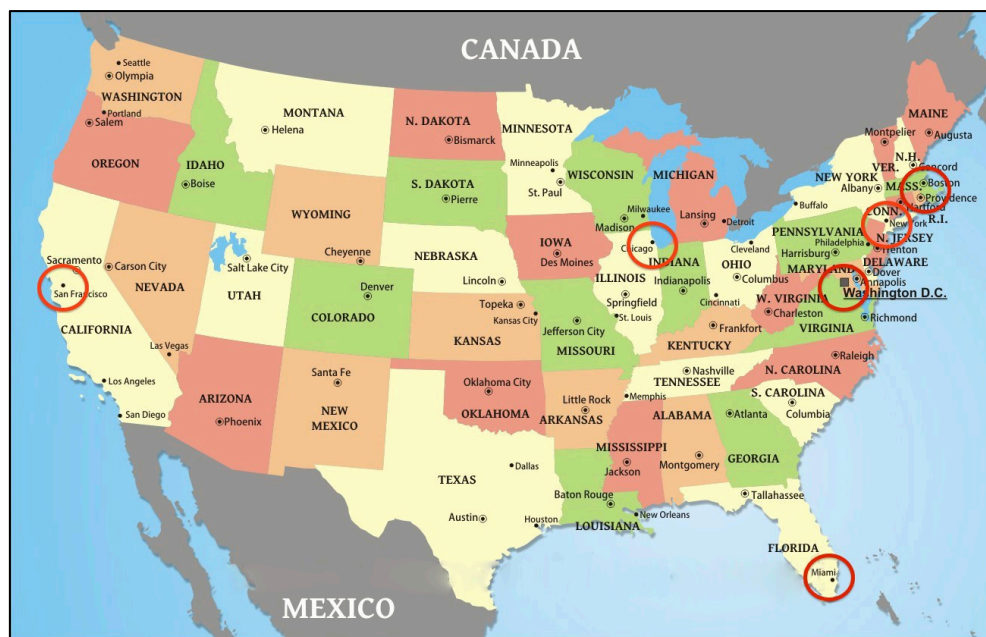 CANADA
Seattle
Olympia
WASHINGTON
Portland
Salem
OREGON
IDAHO
Boise
MONTANA
Helena
N. DAKOTA
Bismarck
S. DAKOTA
Pierre
MINNESOTA
Minneapolis
St. Paul
WISCONSIN
Milwaukee
Madison
MICHIGAN
Lansing
Detroit
MAINE
Augusta
Montpelier
VER.
N.H.
Concord
NEW YORK
Albany
Buffalo
MASS.
Boston
Providence
Hartford
CONN.
R.I.
New York
N. JERSEY
Trenton
PENNSYLVANIA
Philadelphia
Harrisburg
DELAWARE
Dover
MARYLAND
Annapolis
Washington D.C.
WYOMING
Cheyenne
NEBRASKA
Lincoln
IOWA
Des Moines
Chicago
ILLINOIS
Springfield
INDIANA
Indianapolis
OHIO
Cleveland
Columbus
Cincinnati
W. VIRGINIA
Charleston
VIRGINIA
Richmond
Sacramento
San Francisco
CALIFORNIA
Los Angeles
San Diego
Carson City
NEVADA
Las Vegas
Salt Lake City
UTAH
Denver
COLORADO
Topeka
Kansas City
KANSAS
Jefferson City
St. Louis
MISSOURI
Frankfort
KENTUCKY
Nashville
TENNESSEE
Memphis
Raleigh
N. CAROLINA
S. CAROLINA
Columbia
ARIZONA
Phoenix
Santa Fe
NEW
MEXICO
Oklahoma City
OKLAHOMA
Little Rock
ARKANSAS
MISSISSIPPI
Jackson
ALABAMA
Montgomery
Atlanta
GEORGIA
TEXAS
Dallas
Austin
Houston
Baton Rouge
New Orleans
LOUISIANA
Tallahassee
FLORIDA
Miami
MEXICO